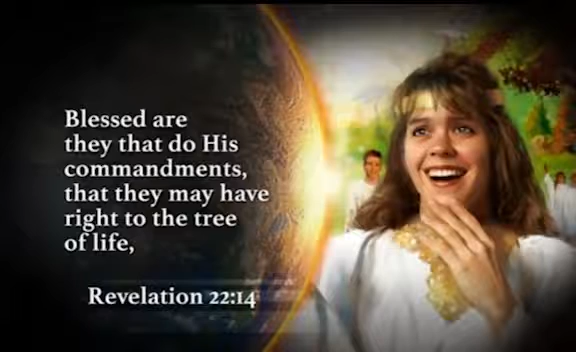 Blessed are
they that do His
commandments,
that they may have
right to the tree
of life,
Revelation 22:14